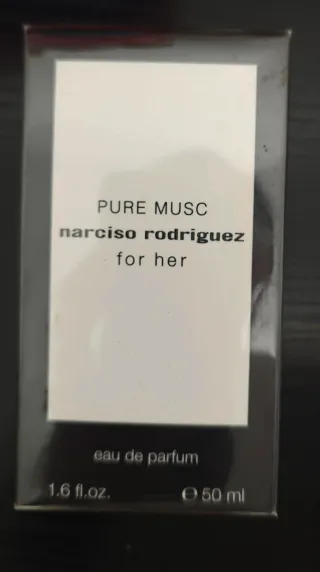 PURE MUSC
narciso rodriguez
for her
eau de parfum
1.6 fl.oz. ℮ 50 ml